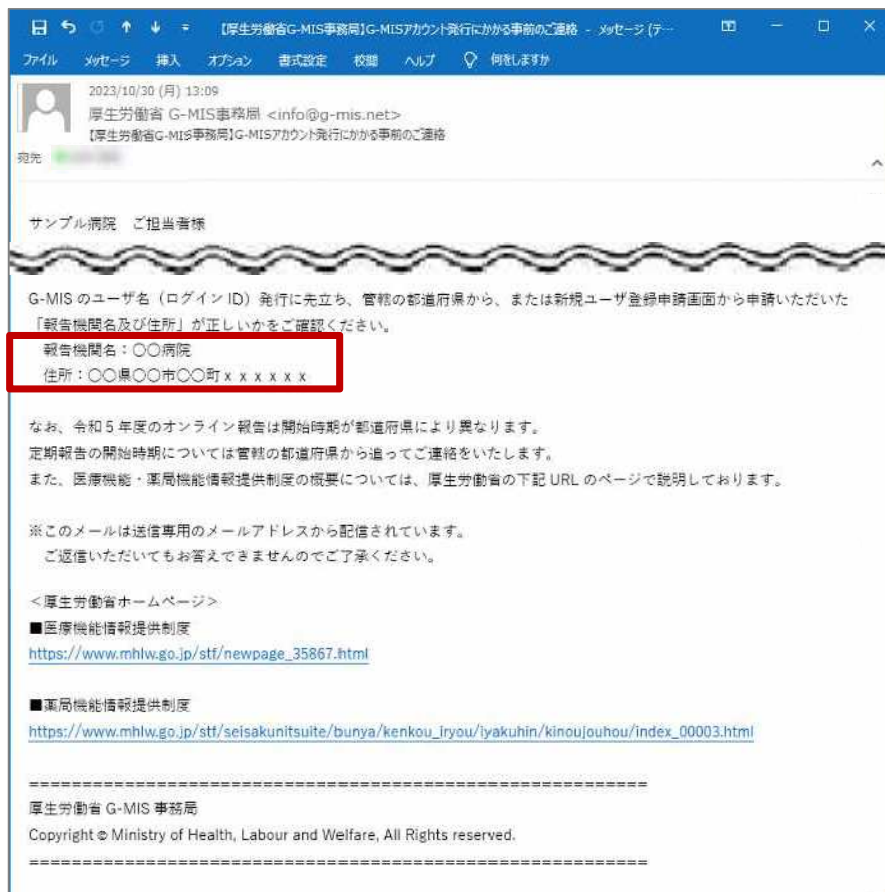 【厚生労働省G-MIS事務局】G-MISアカウント発行にかかる事前のご連絡 - メッセージ (テ…
ファイル メッセージ 挿入 オプション 書式設定 校閲 ヘルプ 何をしますか
2023/10/30 (月) 13:09
厚生労働省 G-MIS事務局 <info@g-mis.net>
【厚生労働省G-MIS事務局】G-MISアカウント発行にかかる事前のご連絡
宛先
サンプル病院 ご担当者様
G-MIS のユーザ名（ログイン ID）発行に先立ち、管轄の都道府県から、または新規ユーザ登録申請画面から申請いただいた
「報告機関名及び住所」が正しいかをご確認ください。
報告機関名：〇〇病院
住所：〇〇県〇〇市〇〇町ｘｘｘｘｘｘ
なお、令和５年度のオンライン報告は開始時期が都道府県により異なります。
定期報告の開始時期については管轄の都道府県から追ってご連絡をいたします。
また、医療機能・薬局機能情報提供制度の概要については、厚生労働省の下記 URL のページで説明しております。
※このメールは送信専用のメールアドレスから配信されています。
ご返信いただいてもお答えできませんのでご了承ください。
＜厚生労働省ホームページ＞
■医療機能情報提供制度
https://www.mhlw.go.jp/stf/newpage_35867.html
■薬局機能情報提供制度
https://www.mhlw.go.jp/stf/seisakunitsuite/bunya/kenkou_iryou/iyakuhin/kinoujouhou/index_00003.html
==========================================================
厚生労働省 G-MIS 事務局
Copyright © Ministry of Health, Labour and Welfare, All Rights reserved.
==========================================================